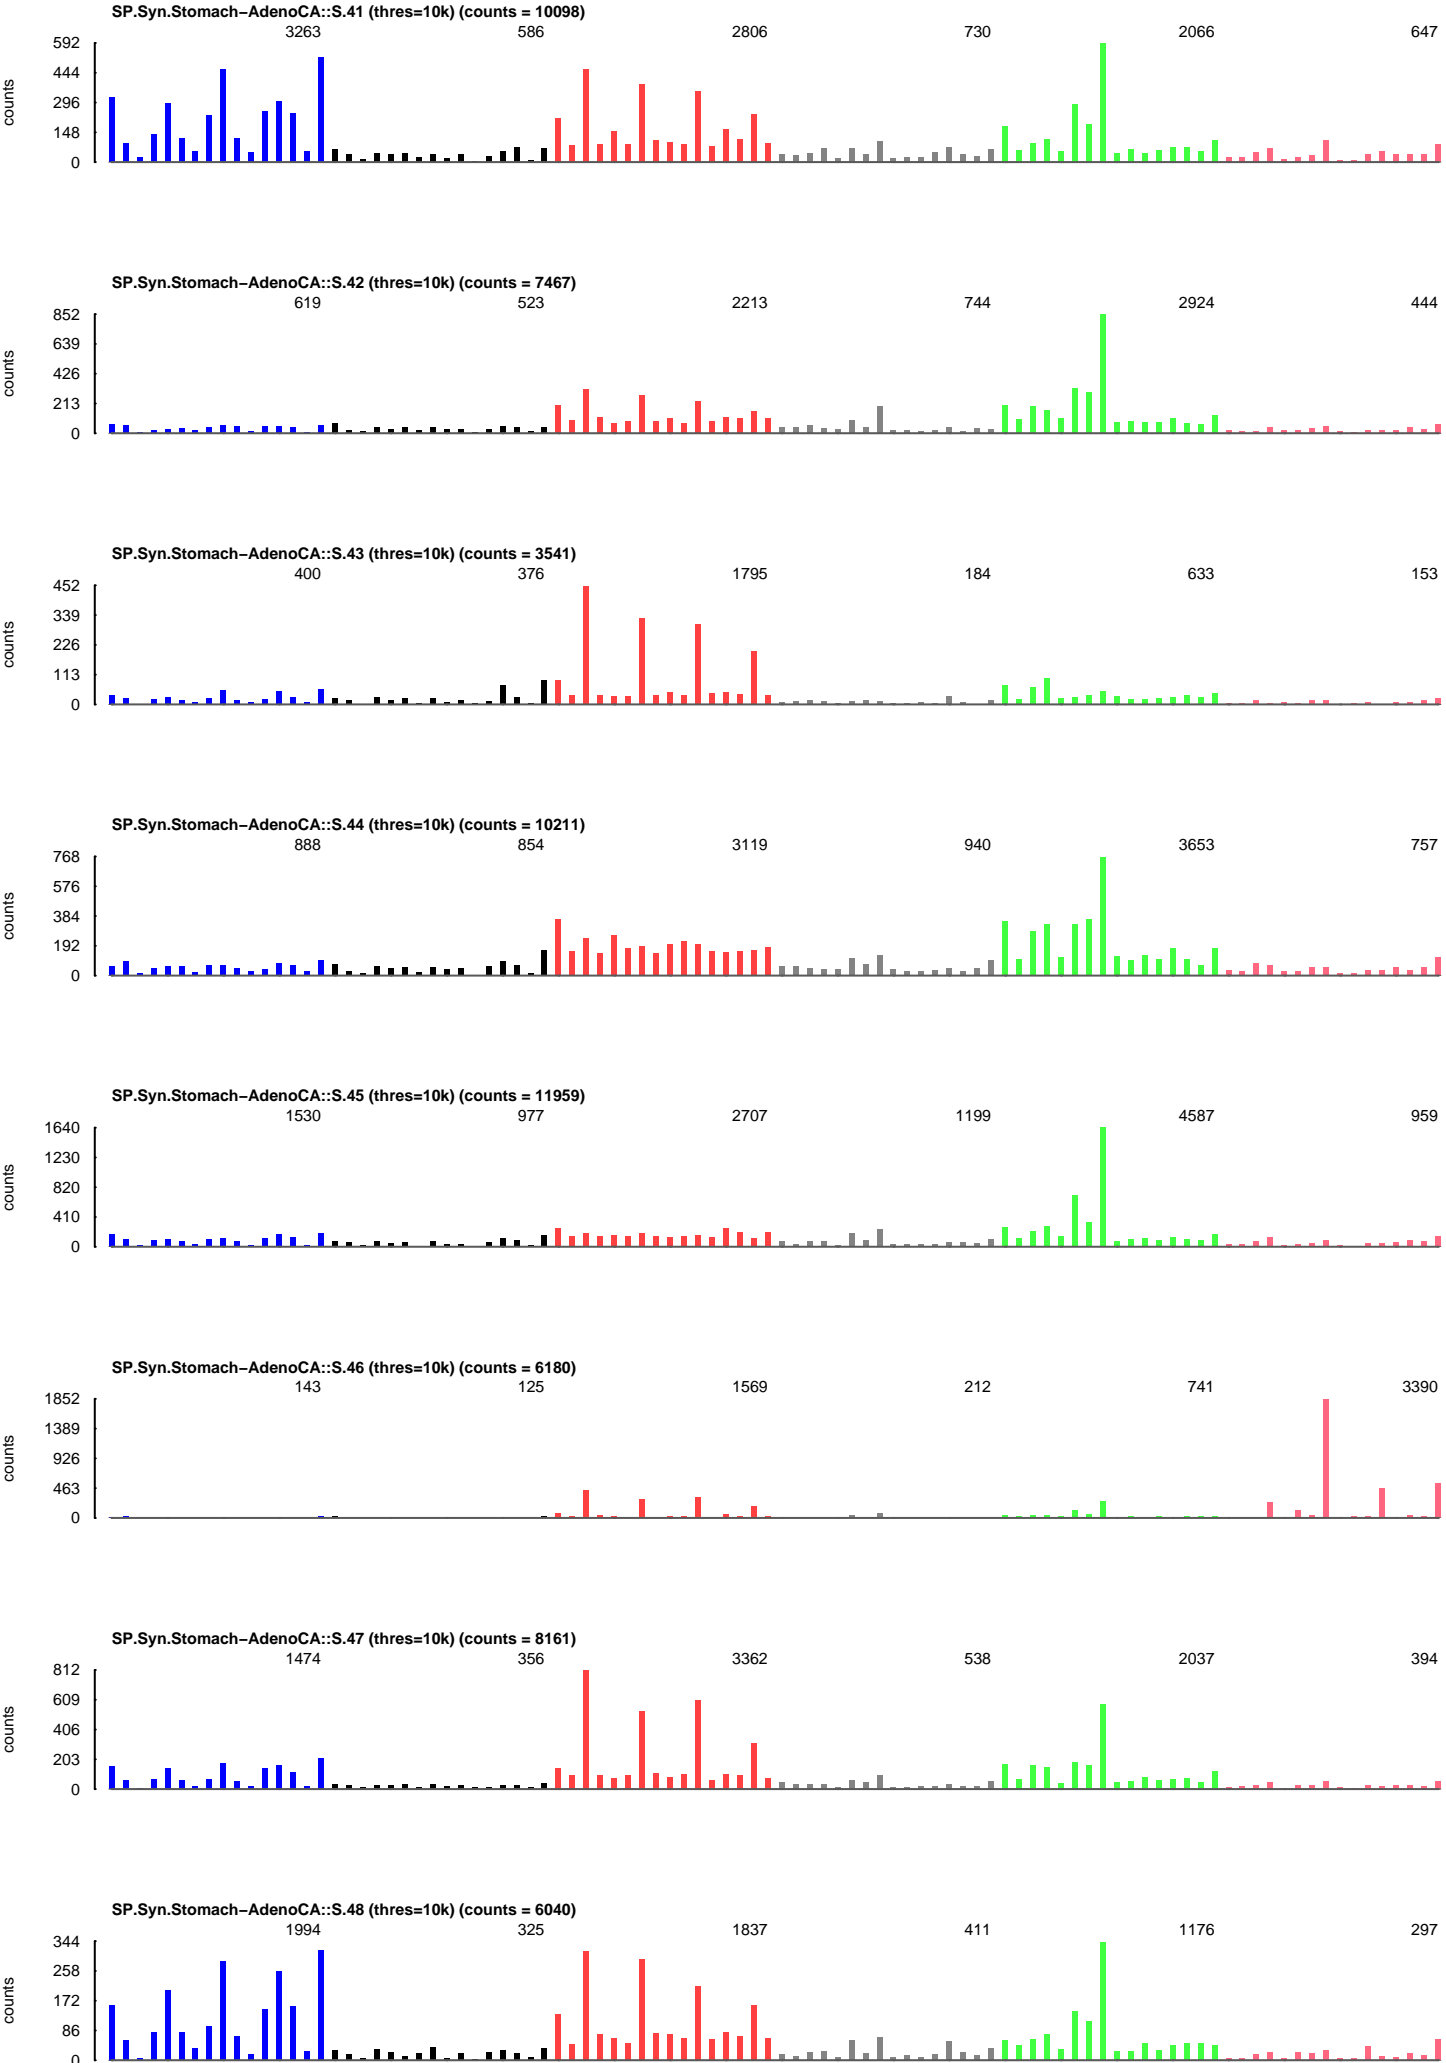 SP.Syn.Stomach−AdenoCA::S.41 (thres=10k) (counts = 10098)
3263 586 2806 730 2066 647
592
444
296
148
0
counts
SP.Syn.Stomach−AdenoCA::S.42 (thres=10k) (counts = 7467)
619 523 2213 744 2924 444
852
639
426
213
0
counts
SP.Syn.Stomach−AdenoCA::S.43 (thres=10k) (counts = 3541)
400 376 1795 184 633 153
452
339
226
113
0
counts
SP.Syn.Stomach−AdenoCA::S.44 (thres=10k) (counts = 10211)
888 854 3119 940 3653 757
768
576
384
192
0
counts
SP.Syn.Stomach−AdenoCA::S.45 (thres=10k) (counts = 11959)
1530 977 2707 1199 4587 959
1640
1230
820
410
0
counts
SP.Syn.Stomach−AdenoCA::S.46 (thres=10k) (counts = 6180)
143 125 1569 212 741 3390
1852
1389
926
463
0
counts
SP.Syn.Stomach−AdenoCA::S.47 (thres=10k) (counts = 8161)
1474 356 3362 538 2037 394
812
609
406
203
0
counts
SP.Syn.Stomach−AdenoCA::S.48 (thres=10k) (counts = 6040)
1994 325 1837 411 1176 297
344
258
172
86
0
counts